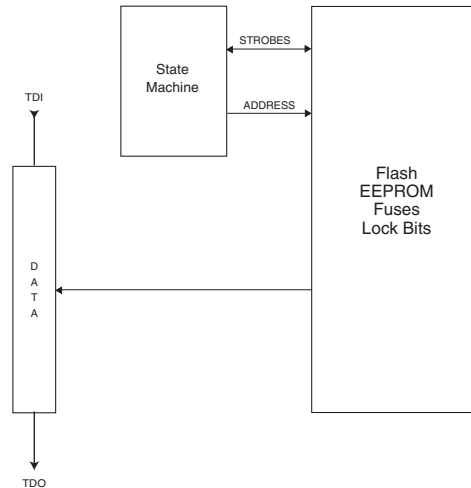 STROBES
State
Machine
ADDRESS
TDI
Flash
EEPROM
Fuses
Lock Bits
D
A
T
A
TDO